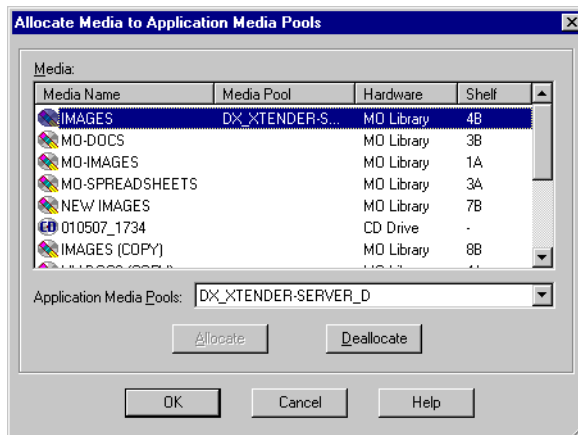 Allocate Media to Application Media Pools
Media:
Media Name Media Pool Hardware Shelf
IMAGES DX_XTENDER-S... MO Library 4B
MO-DOCS MO Library 3B
MO-IMAGES MO Library 1A
MO-SPREADSHEETS MO Library 3A
NEW IMAGES MO Library 7B
CD 010507_1734 CD Drive -
IMAGES (COPY) MO Library 8B
Application Media Pools: DX_XTENDER-SERVER_D
Allocate Deallocate
OK Cancel Help